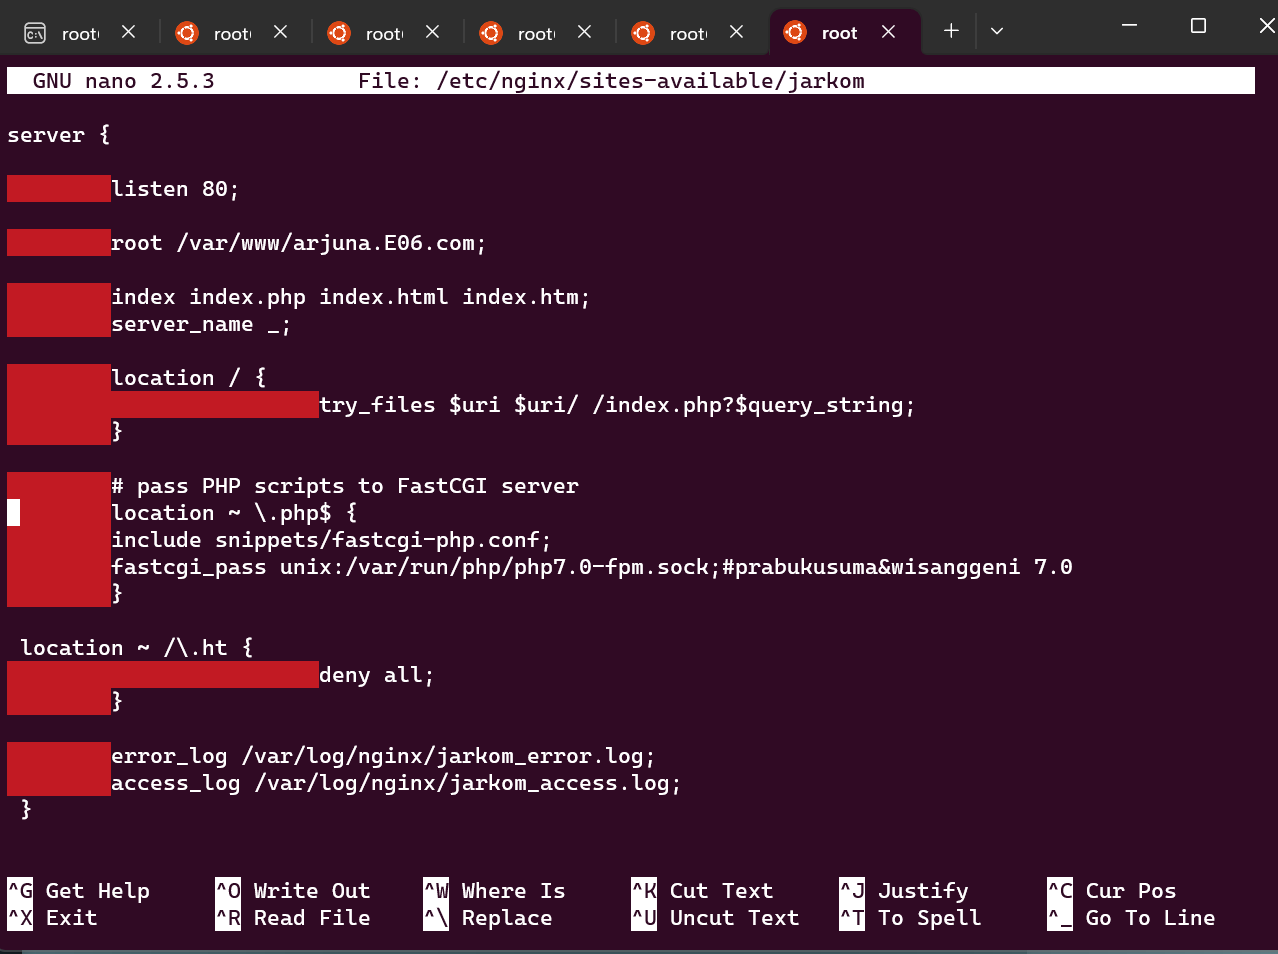 root root root root root root
GNU nano 2.5.3 File: /etc/nginx/sites-available/jarkom
server {
listen 80;
root /var/www/arjuna.E06.com;
index index.php index.html index.htm;
server_name _;
location / {
try_files $uri $uri/ /index.php?$query_string;
}
# pass PHP scripts to FastCGI server
location ~ \.php$ {
include snippets/fastcgi-php.conf;
fastcgi_pass unix:/var/run/php/php7.0-fpm.sock;#prabukusuma&wisanggeni 7.0
}
location ~ /\.ht {
deny all;
}
error_log /var/log/nginx/jarkom_error.log;
access_log /var/log/nginx/jarkom_access.log;
}
^G Get Help ^O Write Out ^W Where Is ^K Cut Text ^J Justify ^C Cur Pos
^X Exit ^R Read File ^\ Replace ^U Uncut Text ^T To Spell ^_ Go To Line